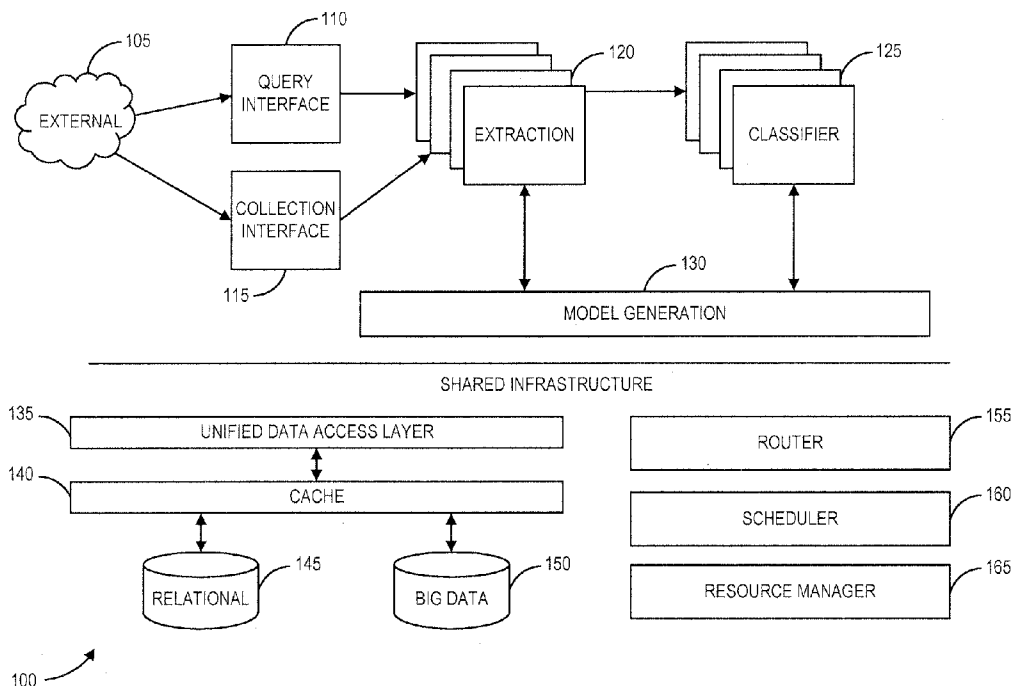 105
110
120
125
EXTERNAL
QUERY
INTERFACE
EXTRACTION
CLASSIFIER
COLLECTION
INTERFACE
115
130
MODEL GENERATION
SHARED INFRASTRUCTURE
135
UNIFIED DATA ACCESS LAYER
140
CACHE
RELATIONAL
145
BIG DATA
150
ROUTER
155
SCHEDULER
160
RESOURCE MANAGER
165
100